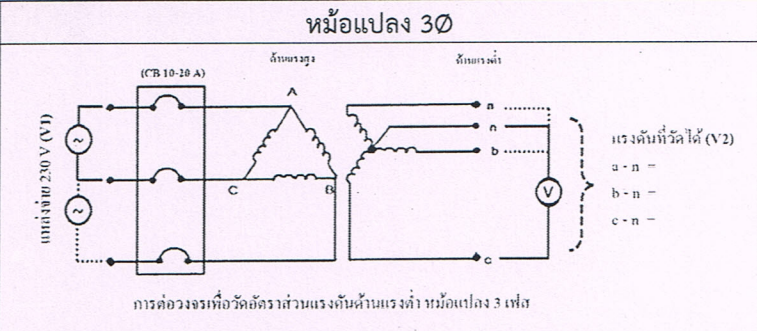 หม้อแปลง 3Ø
ด้านแรงสูง
ด้านแรงต่ำ
(CB 10-20 A)
A
C
B
แหล่งจ่าย 230 V (V1)
~
~
n
n
b
c
V
แรงดันที่วัดได้ (V2)
a - n =
b - n =
c - n =
การต่อวงจรเพื่อวัดอัตราส่วนแรงดันด้านแรงต่ำ หม้อแปลง 3 เฟส